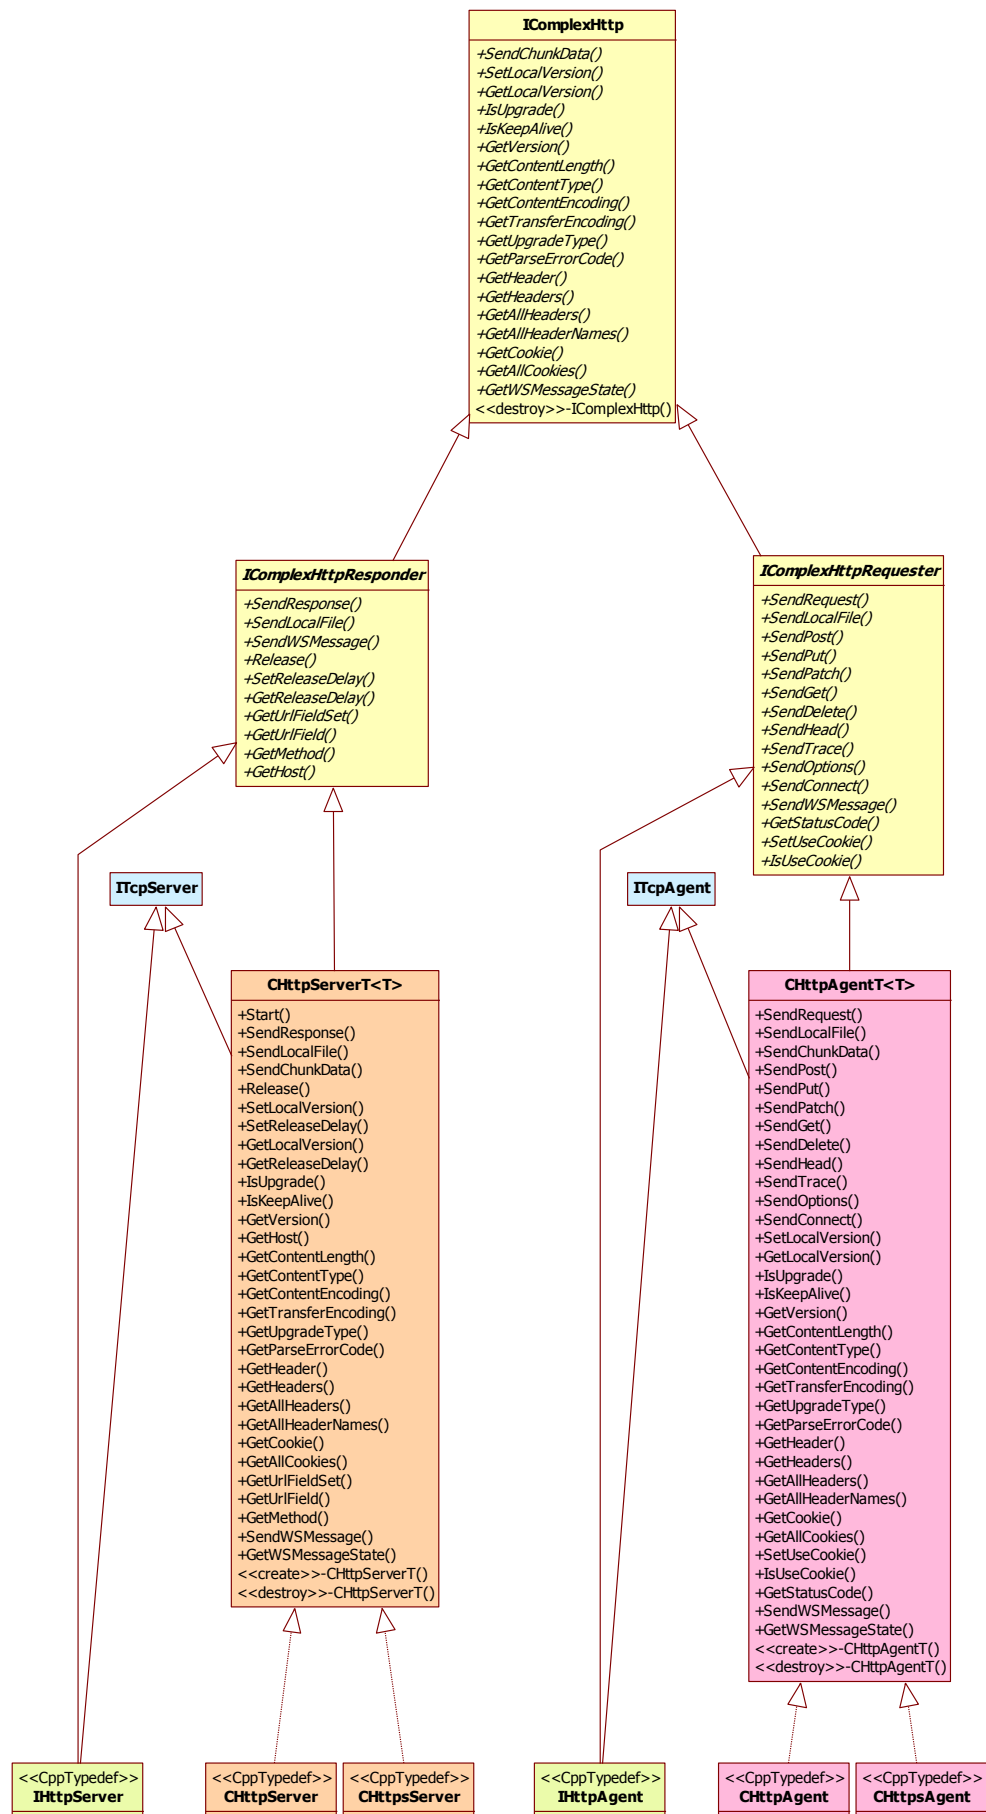 IComplexHttp
+SendChunkData()
+SetLocalVersion()
+GetLocalVersion()
+IsUpgrade()
+IsKeepAlive()
+GetVersion()
+GetContentLength()
+GetContentType()
+GetContentEncoding()
+GetTransferEncoding()
+GetUpgradeType()
+GetParseErrorCode()
+GetHeader()
+GetHeaders()
+GetAllHeaders()
+GetAllHeaderNames()
+GetCookie()
+GetAllCookies()
+GetWSMessageState()
<<destroy>>-IComplexHttp()
IComplexHttpResponder
+SendResponse()
+SendLocalFile()
+SendWSMessage()
+Release()
+SetReleaseDelay()
+GetReleaseDelay()
+GetUrlFieldSet()
+GetUrlField()
+GetMethod()
+GetHost()
IComplexHttpRequester
+SendRequest()
+SendLocalFile()
+SendPost()
+SendPut()
+SendPatch()
+SendGet()
+SendDelete()
+SendHead()
+SendTrace()
+SendOptions()
+SendConnect()
+SendWSMessage()
+GetStatusCode()
+SetUseCookie()
+IsUseCookie()
ITcpServer
ITcpAgent
CHttpServerT<T>
+Start()
+SendResponse()
+SendLocalFile()
+SendChunkData()
+Release()
+SetLocalVersion()
+SetReleaseDelay()
+GetLocalVersion()
+GetReleaseDelay()
+IsUpgrade()
+IsKeepAlive()
+GetVersion()
+GetHost()
+GetContentLength()
+GetContentType()
+GetContentEncoding()
+GetTransferEncoding()
+GetUpgradeType()
+GetParseErrorCode()
+GetHeader()
+GetHeaders()
+GetAllHeaders()
+GetAllHeaderNames()
+GetCookie()
+GetAllCookies()
+GetUrlFieldSet()
+GetUrlField()
+GetMethod()
+SendWSMessage()
+GetWSMessageState()
<<create>>-CHttpServerT()
<<destroy>>-CHttpServerT()
CHttpAgentT<T>
+SendRequest()
+SendLocalFile()
+SendChunkData()
+SendPost()
+SendPut()
+SendPatch()
+SendGet()
+SendDelete()
+SendHead()
+SendTrace()
+SendOptions()
+SendConnect()
+SetLocalVersion()
+GetLocalVersion()
+IsUpgrade()
+IsKeepAlive()
+GetVersion()
+GetContentLength()
+GetContentType()
+GetContentEncoding()
+GetTransferEncoding()
+GetUpgradeType()
+GetParseErrorCode()
+GetHeader()
+GetHeaders()
+GetAllHeaders()
+GetAllHeaderNames()
+GetCookie()
+GetAllCookies()
+SetUseCookie()
+IsUseCookie()
+GetStatusCode()
+SendWSMessage()
+GetWSMessageState()
<<create>>-CHttpAgentT()
<<destroy>>-CHttpAgentT()
<<CppTypedef>>
IHttpServer
<<CppTypedef>>
CHttpServer
<<CppTypedef>>
CHttpsServer
<<CppTypedef>>
IHttpAgent
<<CppTypedef>>
CHttpAgent
<<CppTypedef>>
CHttpsAgent